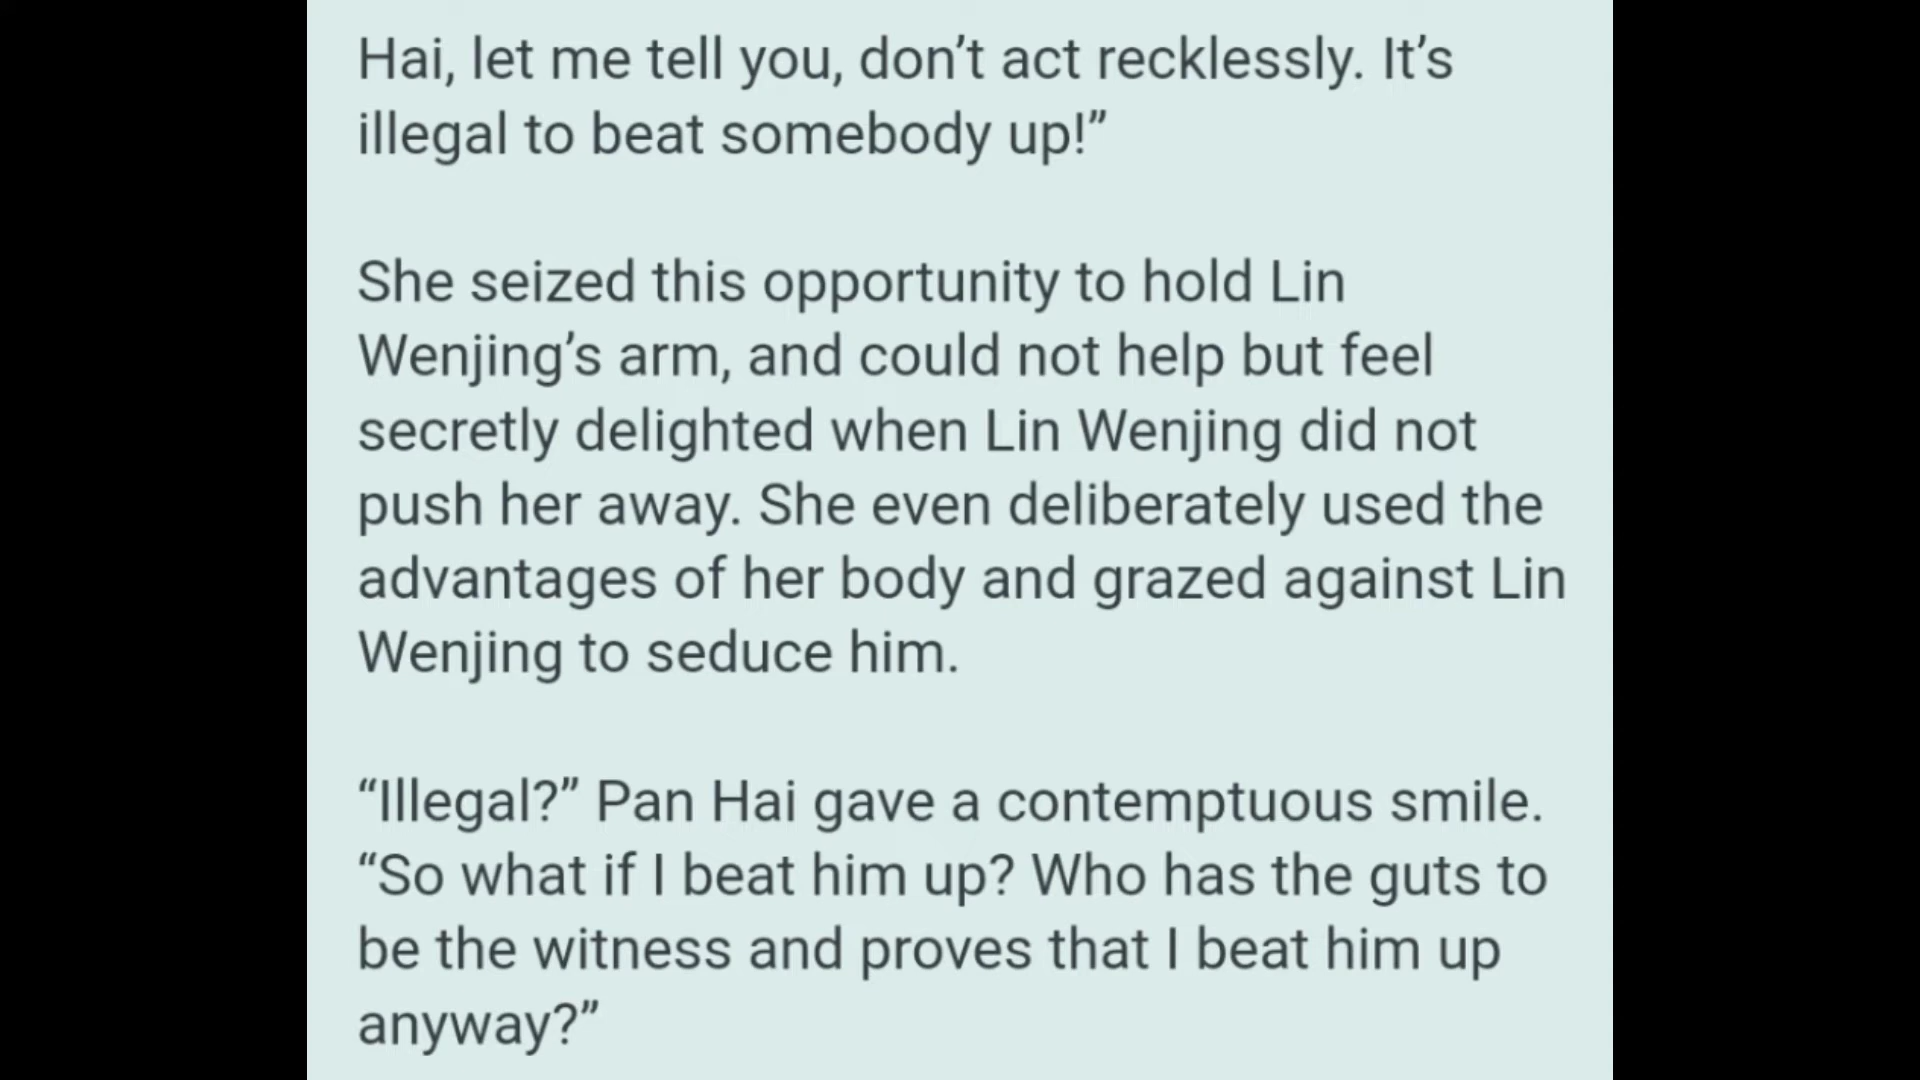 Hai, let me tell you, don’t act recklessly. It’s
illegal to beat somebody up!”
She seized this opportunity to hold Lin
Wenjing’s arm, and could not help but feel
secretly delighted when Lin Wenjing did not
push her away. She even deliberately used the
advantages of her body and grazed against Lin
Wenjing to seduce him.
“Illegal?” Pan Hai gave a contemptuous smile.
“So what if I beat him up? Who has the guts to
be the witness and proves that I beat him up
anyway?”